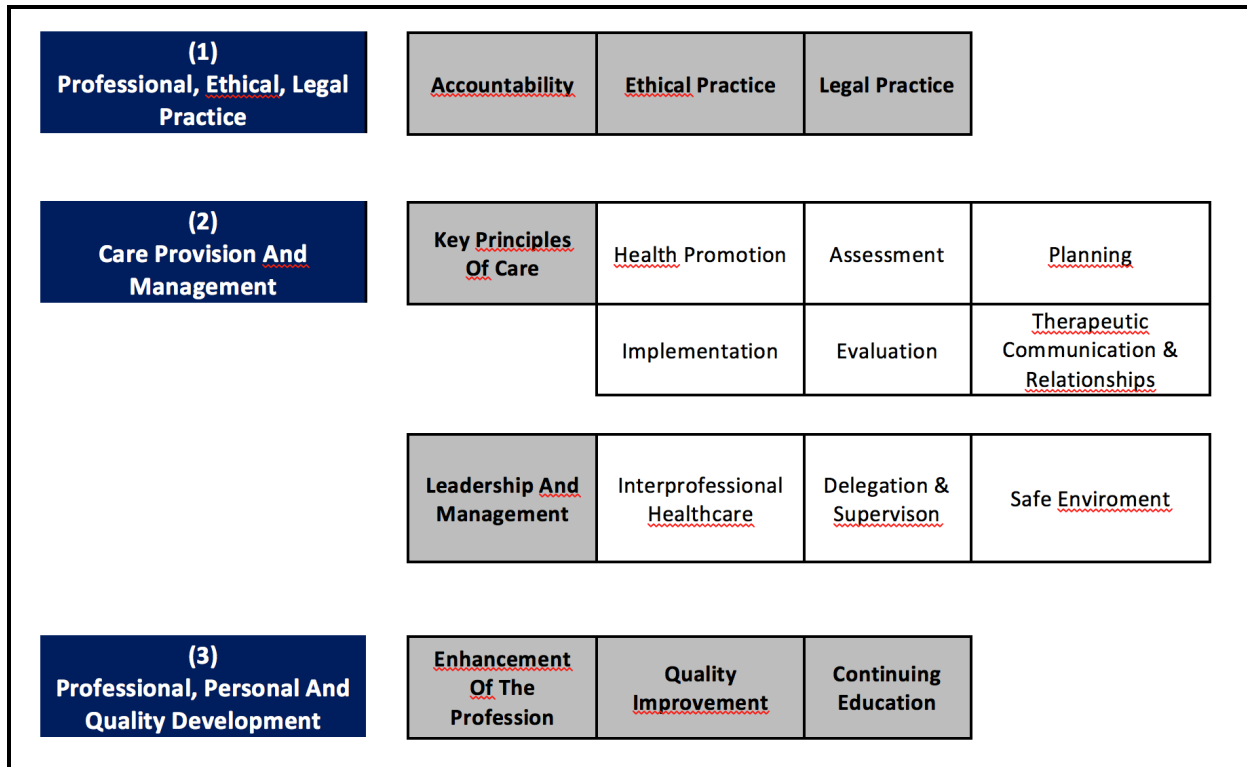 (1)
Professional, Ethical, Legal
Practice
Accountability
Ethical Practice
Legal Practice
(2)
Care Provision And
Management
Key Principles
Of Care
Health Promotion
Assessment
Planning
Implementation
Evaluation
Therapeutic
Communication &
Relationships
Leadership And
Management
Interprofessional
Healthcare
Delegation &
Supervison
Safe Enviroment
(3)
Professional, Personal And
Quality Development
Enhancement
Of The
Profession
Quality
Improvement
Continuing
Education